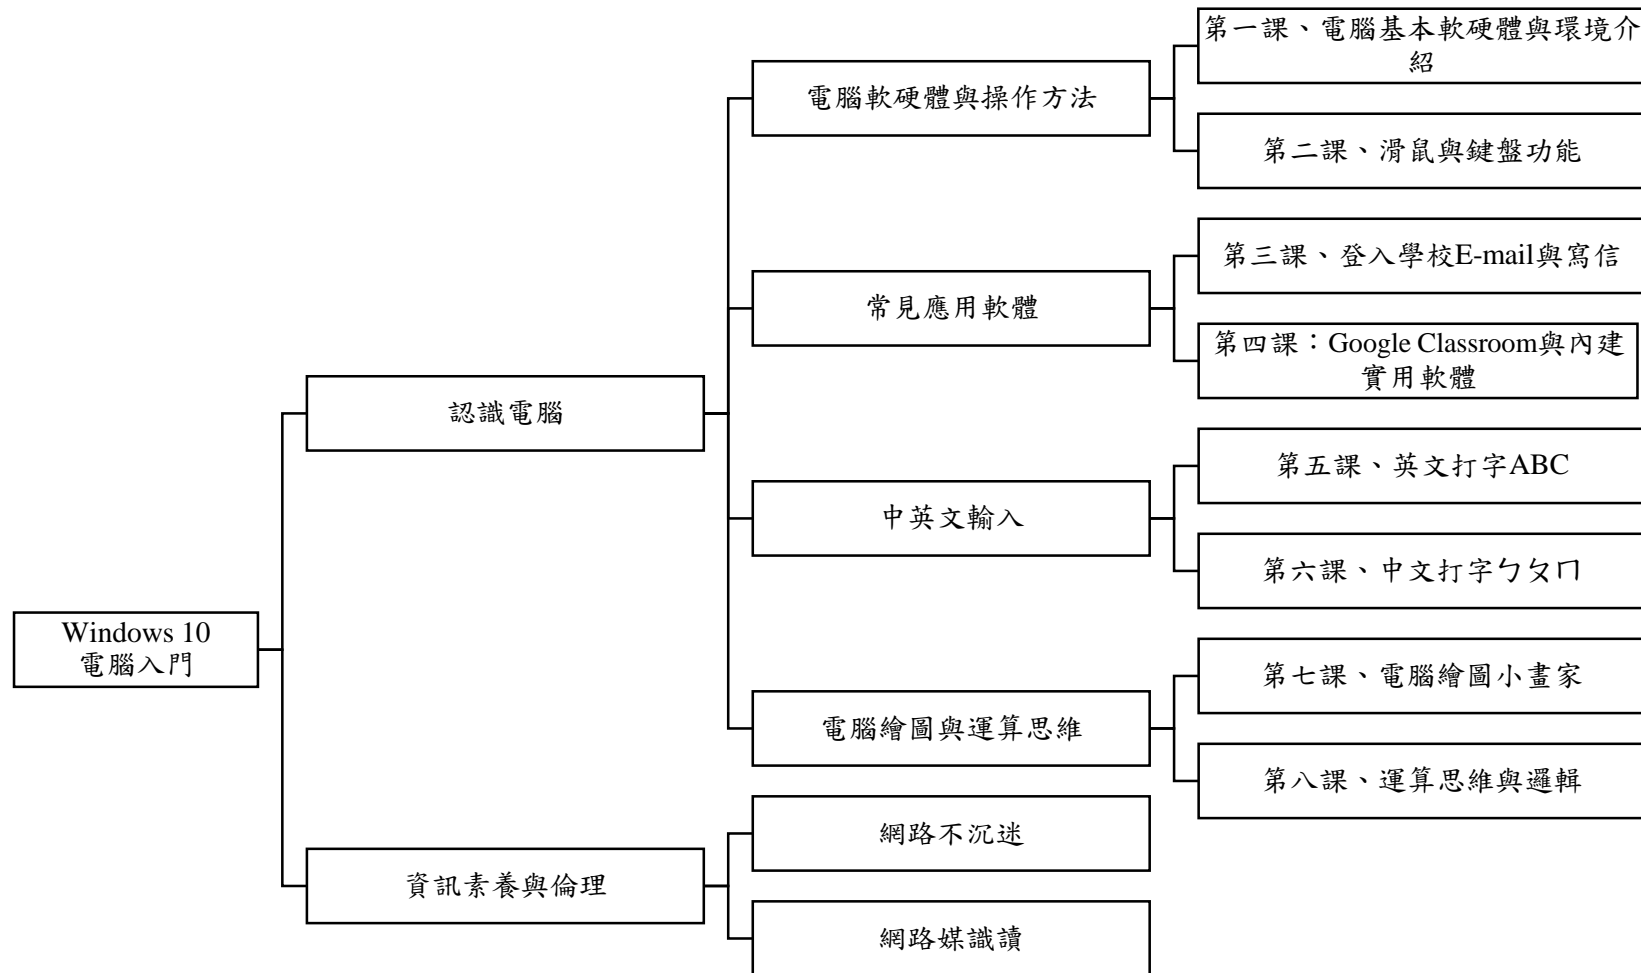 Windows 10
電腦入門
認識電腦
電腦軟硬體與操作方法
第一課、電腦基本軟硬體與環境介
紹
第二課、滑鼠與鍵盤功能
常見應用軟體
第三課、登入學校E-mail與寫信
第四課：Google Classroom與內建
實用軟體
中英文輸入
第五課、英文打字ABC
第六課、中文打字ㄅㄆㄇ
電腦繪圖與運算思維
第七課、電腦繪圖小畫家
第八課、運算思維與邏輯
資訊素養與倫理
網路不沉迷
網路媒識讀